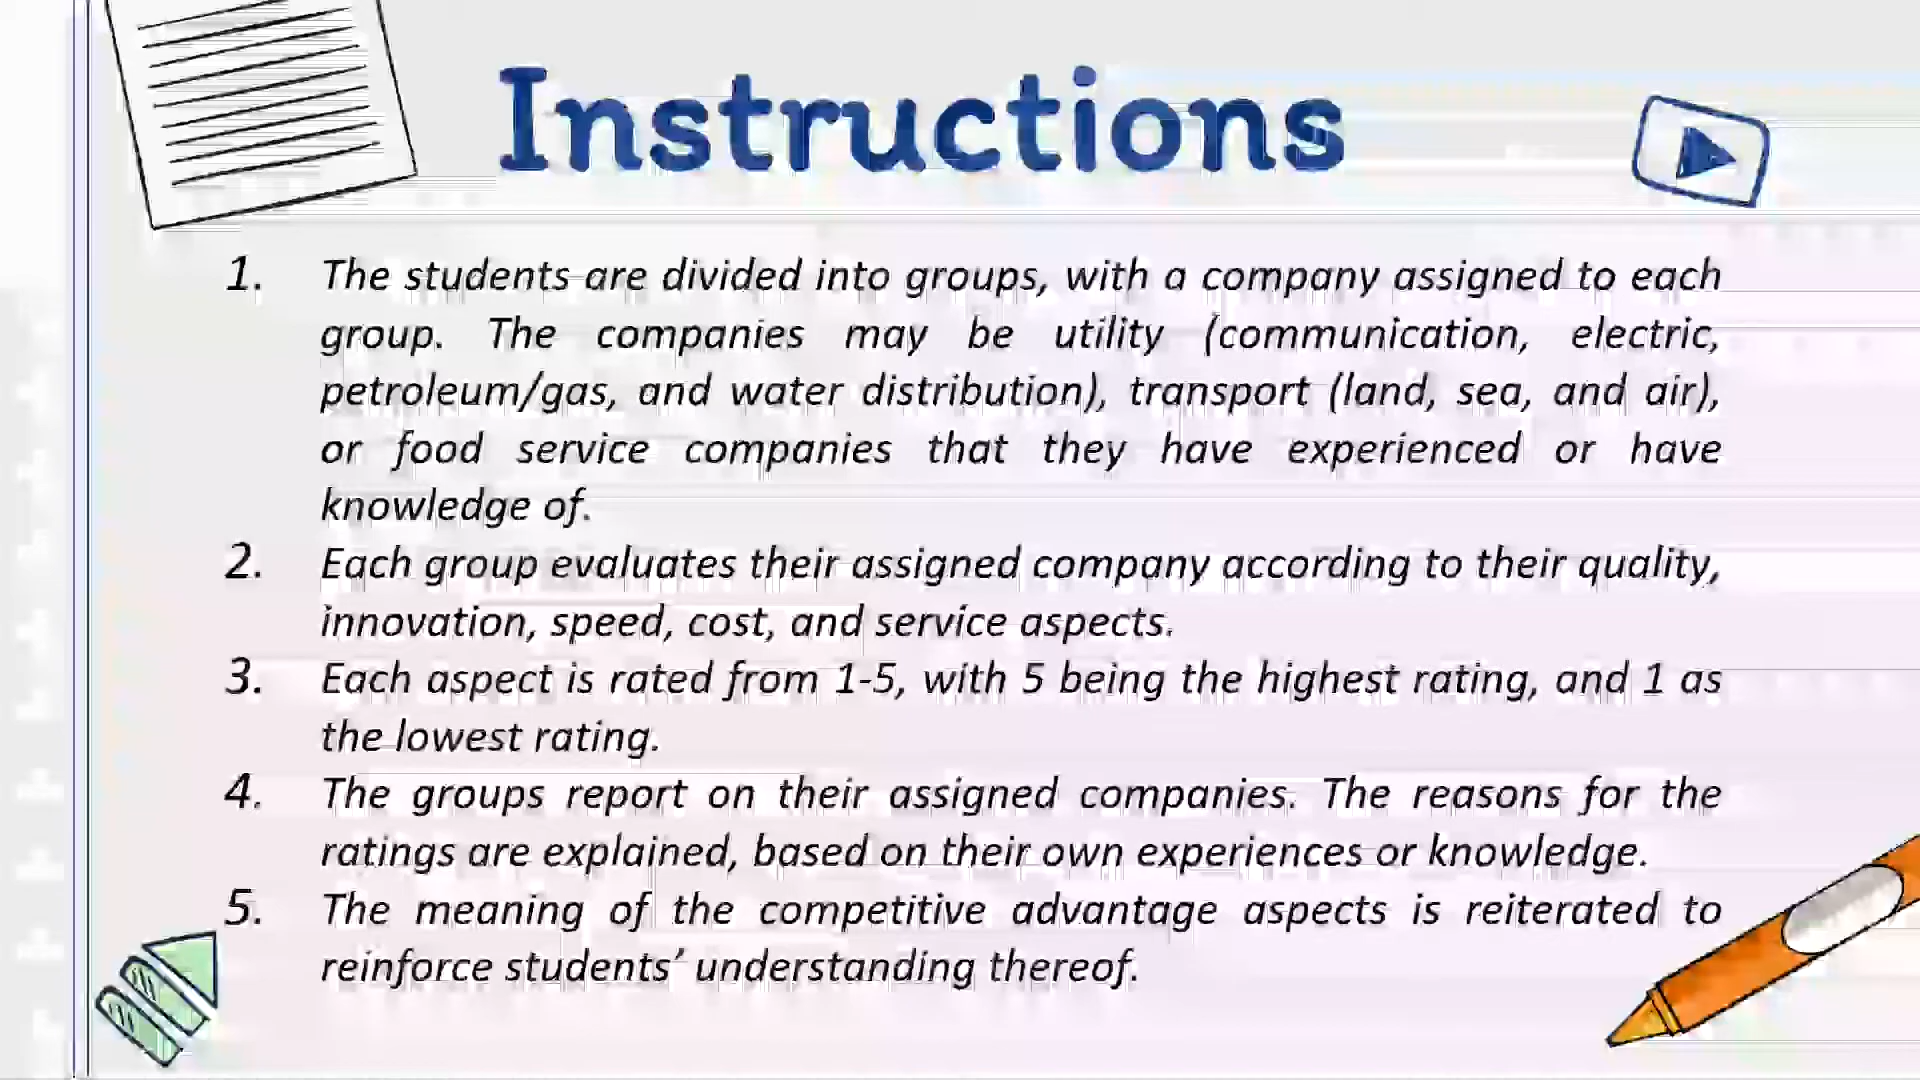 Instructions
1. The students are divided into groups, with a company assigned to each
group. The companies may be utility (communication, electric,
petroleum/gas, and water distribution), transport (land, sea, and air),
or food service companies that they have experienced or have
knowledge of.
2. Each group evaluates their assigned company according to their quality,
innovation, speed, cost, and service aspects.
3. Each aspect is rated from 1-5, with 5 being the highest rating, and 1 as
the lowest rating.
4. The groups report on their assigned companies. The reasons for the
ratings are explained, based on their own experiences or knowledge.
5. The meaning of the competitive advantage aspects is reiterated to
reinforce students’ understanding thereof.